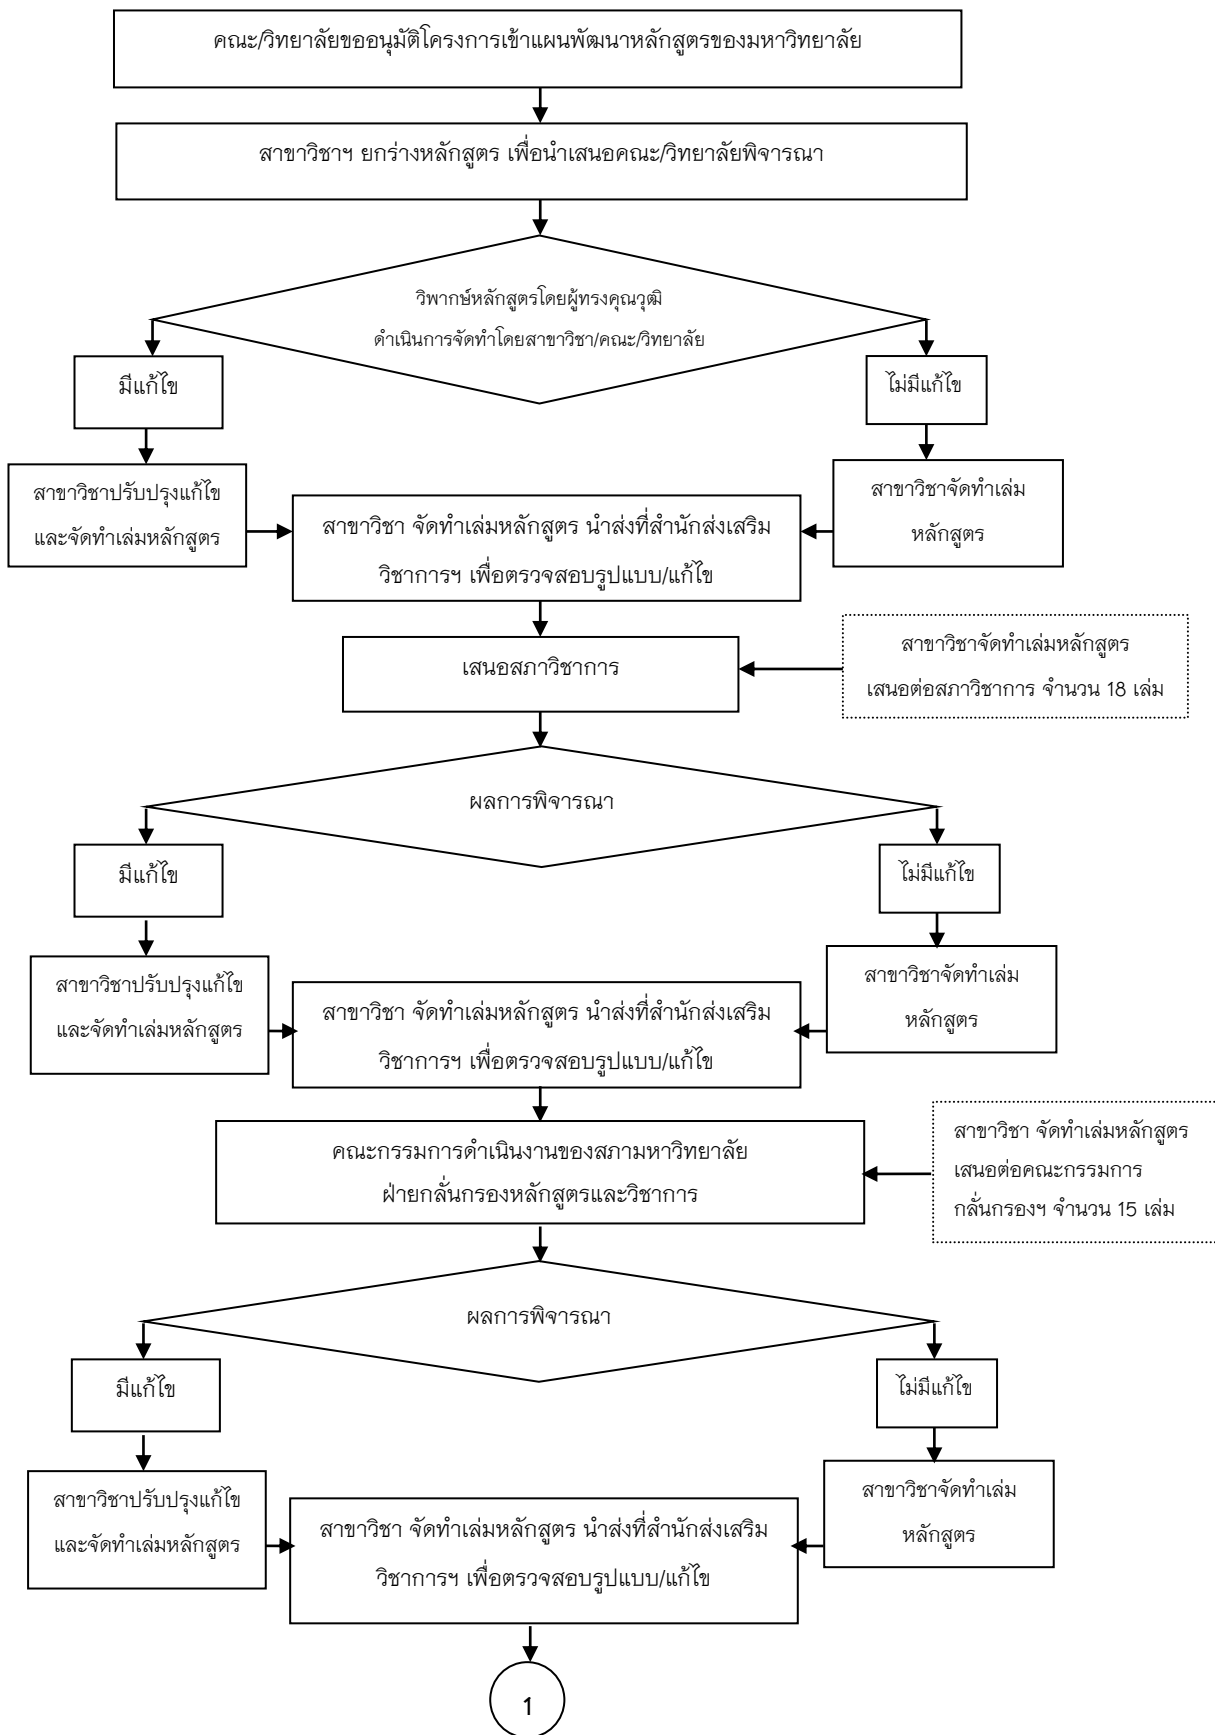 คณะ/วิทยาลัยขออนุมัติโครงการเข้าแผนพัฒนาหลักสูตรของมหาวิทยาลัย
สาขาวิชาฯ ยกร่างหลักสูตร เพื่อนำเสนอคณะ/วิทยาลัยพิจารณา
วิพากษ์หลักสูตรโดยผู้ทรงคุณวุฒิ
ดำเนินการจัดทำโดยสาขาวิชา/คณะ/วิทยาลัย
มีแก้ไข
ไม่มีแก้ไข
สาขาวิชาปรับปรุงแก้ไข
และจัดทำเล่มหลักสูตร
สาขาวิชา จัดทำเล่มหลักสูตร นำส่งที่สำนักส่งเสริม
วิชาการฯ เพื่อตรวจสอบรูปแบบ/แก้ไข
สาขาวิชาจัดทำเล่ม
หลักสูตร
เสนอสภาวิชาการ
สาขาวิชาจัดทำเล่มหลักสูตร
เสนอต่อสภาวิชาการ จำนวน 18 เล่ม
ผลการพิจารณา
มีแก้ไข
ไม่มีแก้ไข
สาขาวิชาปรับปรุงแก้ไข
และจัดทำเล่มหลักสูตร
สาขาวิชา จัดทำเล่มหลักสูตร นำส่งที่สำนักส่งเสริม
วิชาการฯ เพื่อตรวจสอบรูปแบบ/แก้ไข
สาขาวิชาจัดทำเล่ม
หลักสูตร
คณะกรรมการดำเนินงานของสภามหาวิทยาลัย
ฝ่ายกลั่นกรองหลักสูตรและวิชาการ
สาขาวิชา จัดทำเล่มหลักสูตร
เสนอต่อคณะกรรมการ
กลั่นกรองฯ จำนวน 15 เล่ม
ผลการพิจารณา
มีแก้ไข
ไม่มีแก้ไข
สาขาวิชาปรับปรุงแก้ไข
และจัดทำเล่มหลักสูตร
สาขาวิชา จัดทำเล่มหลักสูตร นำส่งที่สำนักส่งเสริม
วิชาการฯ เพื่อตรวจสอบรูปแบบ/แก้ไข
สาขาวิชาจัดทำเล่ม
หลักสูตร
1